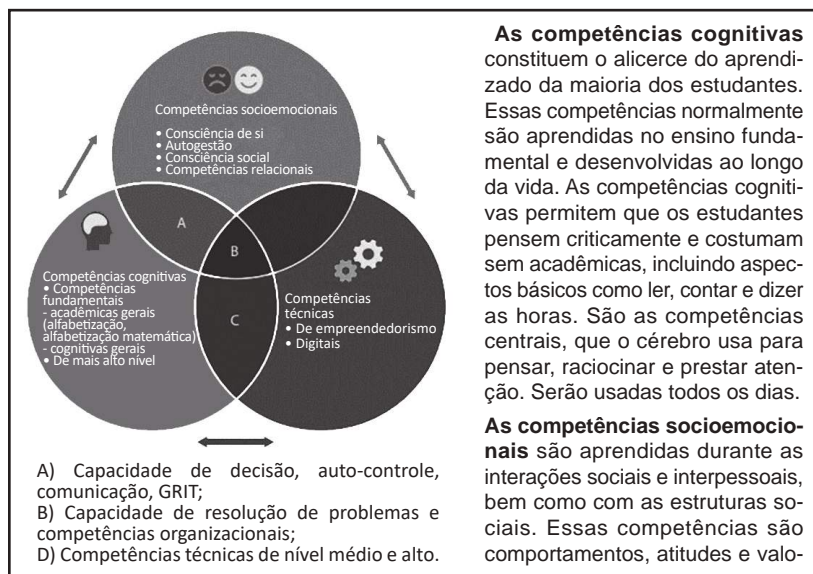 Competências socioemocionais
• Consciência de si
• Autogestão
• Consciência social
• Competências relacionais
A
B
C
Competências cognitivas
• Competências
fundamentais
- acadêmicas gerais
(alfabetização,
alfabetização matemática)
- cognitivas gerais
• De mais alto nível
Competências
técnicas
• De empreendedorismo
• Digitais
A) Capacidade de decisão, auto-controle,
comunicação, GRIT;
B) Capacidade de resolução de problemas e
competências organizacionais;
D) Competências técnicas de nível médio e alto.
As competências cognitivas
constituem o alicerce do aprendi-
zado da maioria dos estudantes.
Essas competências normalmente
são aprendidas no ensino funda-
mental e desenvolvidas ao longo
da vida. As competências cogniti-
vas permitem que os estudantes
pensem criticamente e costumam
sem acadêmicas, incluindo aspec-
tos básicos como ler, contar e dizer
as horas. São as competências
centrais, que o cérebro usa para
pensar, raciocinar e prestar aten-
ção. Serão usadas todos os dias.
As competências socioemocio-
nais são aprendidas durante as
interações sociais e interpessoais,
bem como com as estruturas so-
ciais. Essas competências são
comportamentos, atitudes e valo-